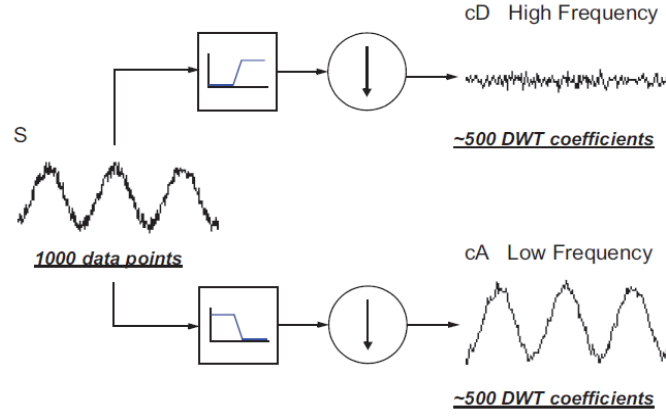 cD High Frequency
~500 DWT coefficients
S
1000 data points
cA Low Frequency
~500 DWT coefficients